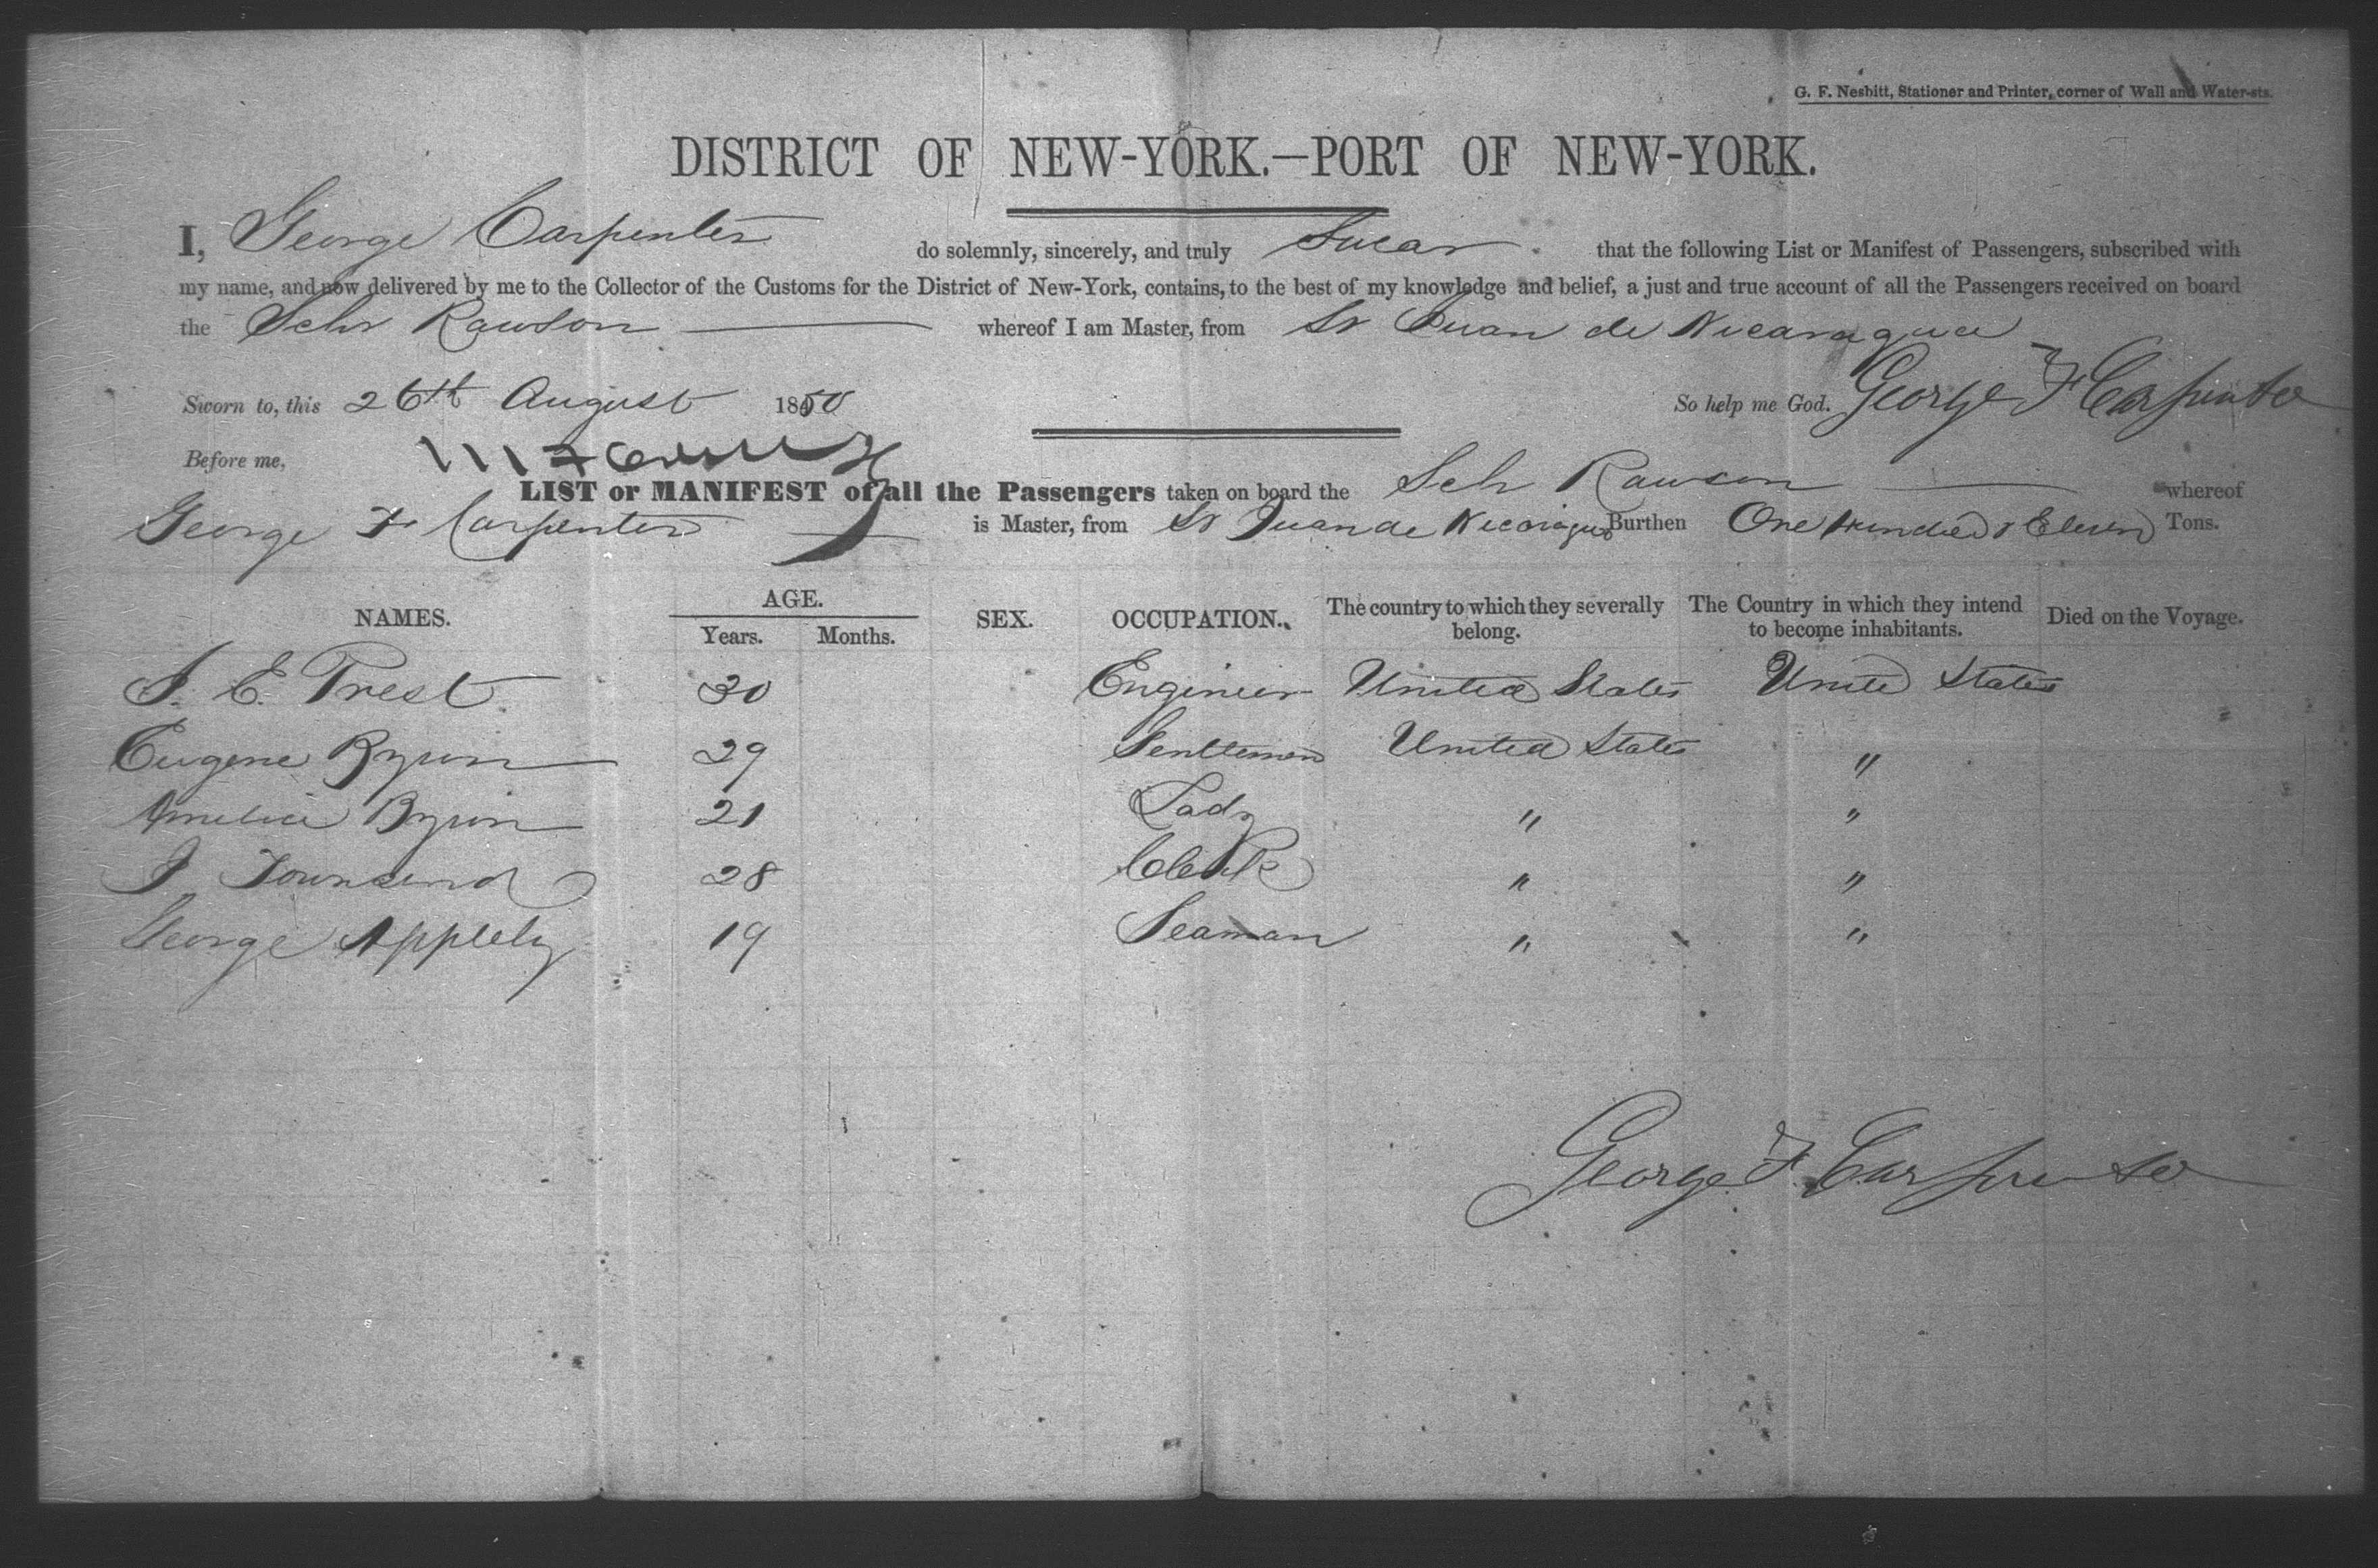 G. F. Nesbitt, Stationer and Printer, corner of Wall and Water-sts.
DISTRICT OF NEW-YORK.—PORT OF NEW-YORK.
I, George Carpenter do solemnly, sincerely, and truly Swear that the following List or Manifest of Passengers, subscribed with
my name, and now delivered by me to the Collector of the Customs for the District of New-York, contains, to the best of my knowledge and belief, a just and true account of all the Passengers received on board
the Schr Rawson whereof I am Master, from Sn Juan de Nicaragua
Sworn to, this 26th August 1850 So help me God. George F Carpenter
Before me,
LIST or MANIFEST of all the Passengers taken on board the Sch Rawson whereof
George F Carpenter is Master, from Sn Juan de Nicaragua Burthen One Hundred & Eleven Tons.
NAMES. AGE. Years. Months. SEX. OCCUPATION. The country to which they severally belong. The Country in which they intend to become inhabitants. Died on the Voyage.
J. E. Trest 30 Engineer United States United States
Eugene 29 Gentleman United States "
Amelia 21 Lady " "
J Townsend 28 Clerk " "
George Appleby 19 Seaman " "
George F Carpenter